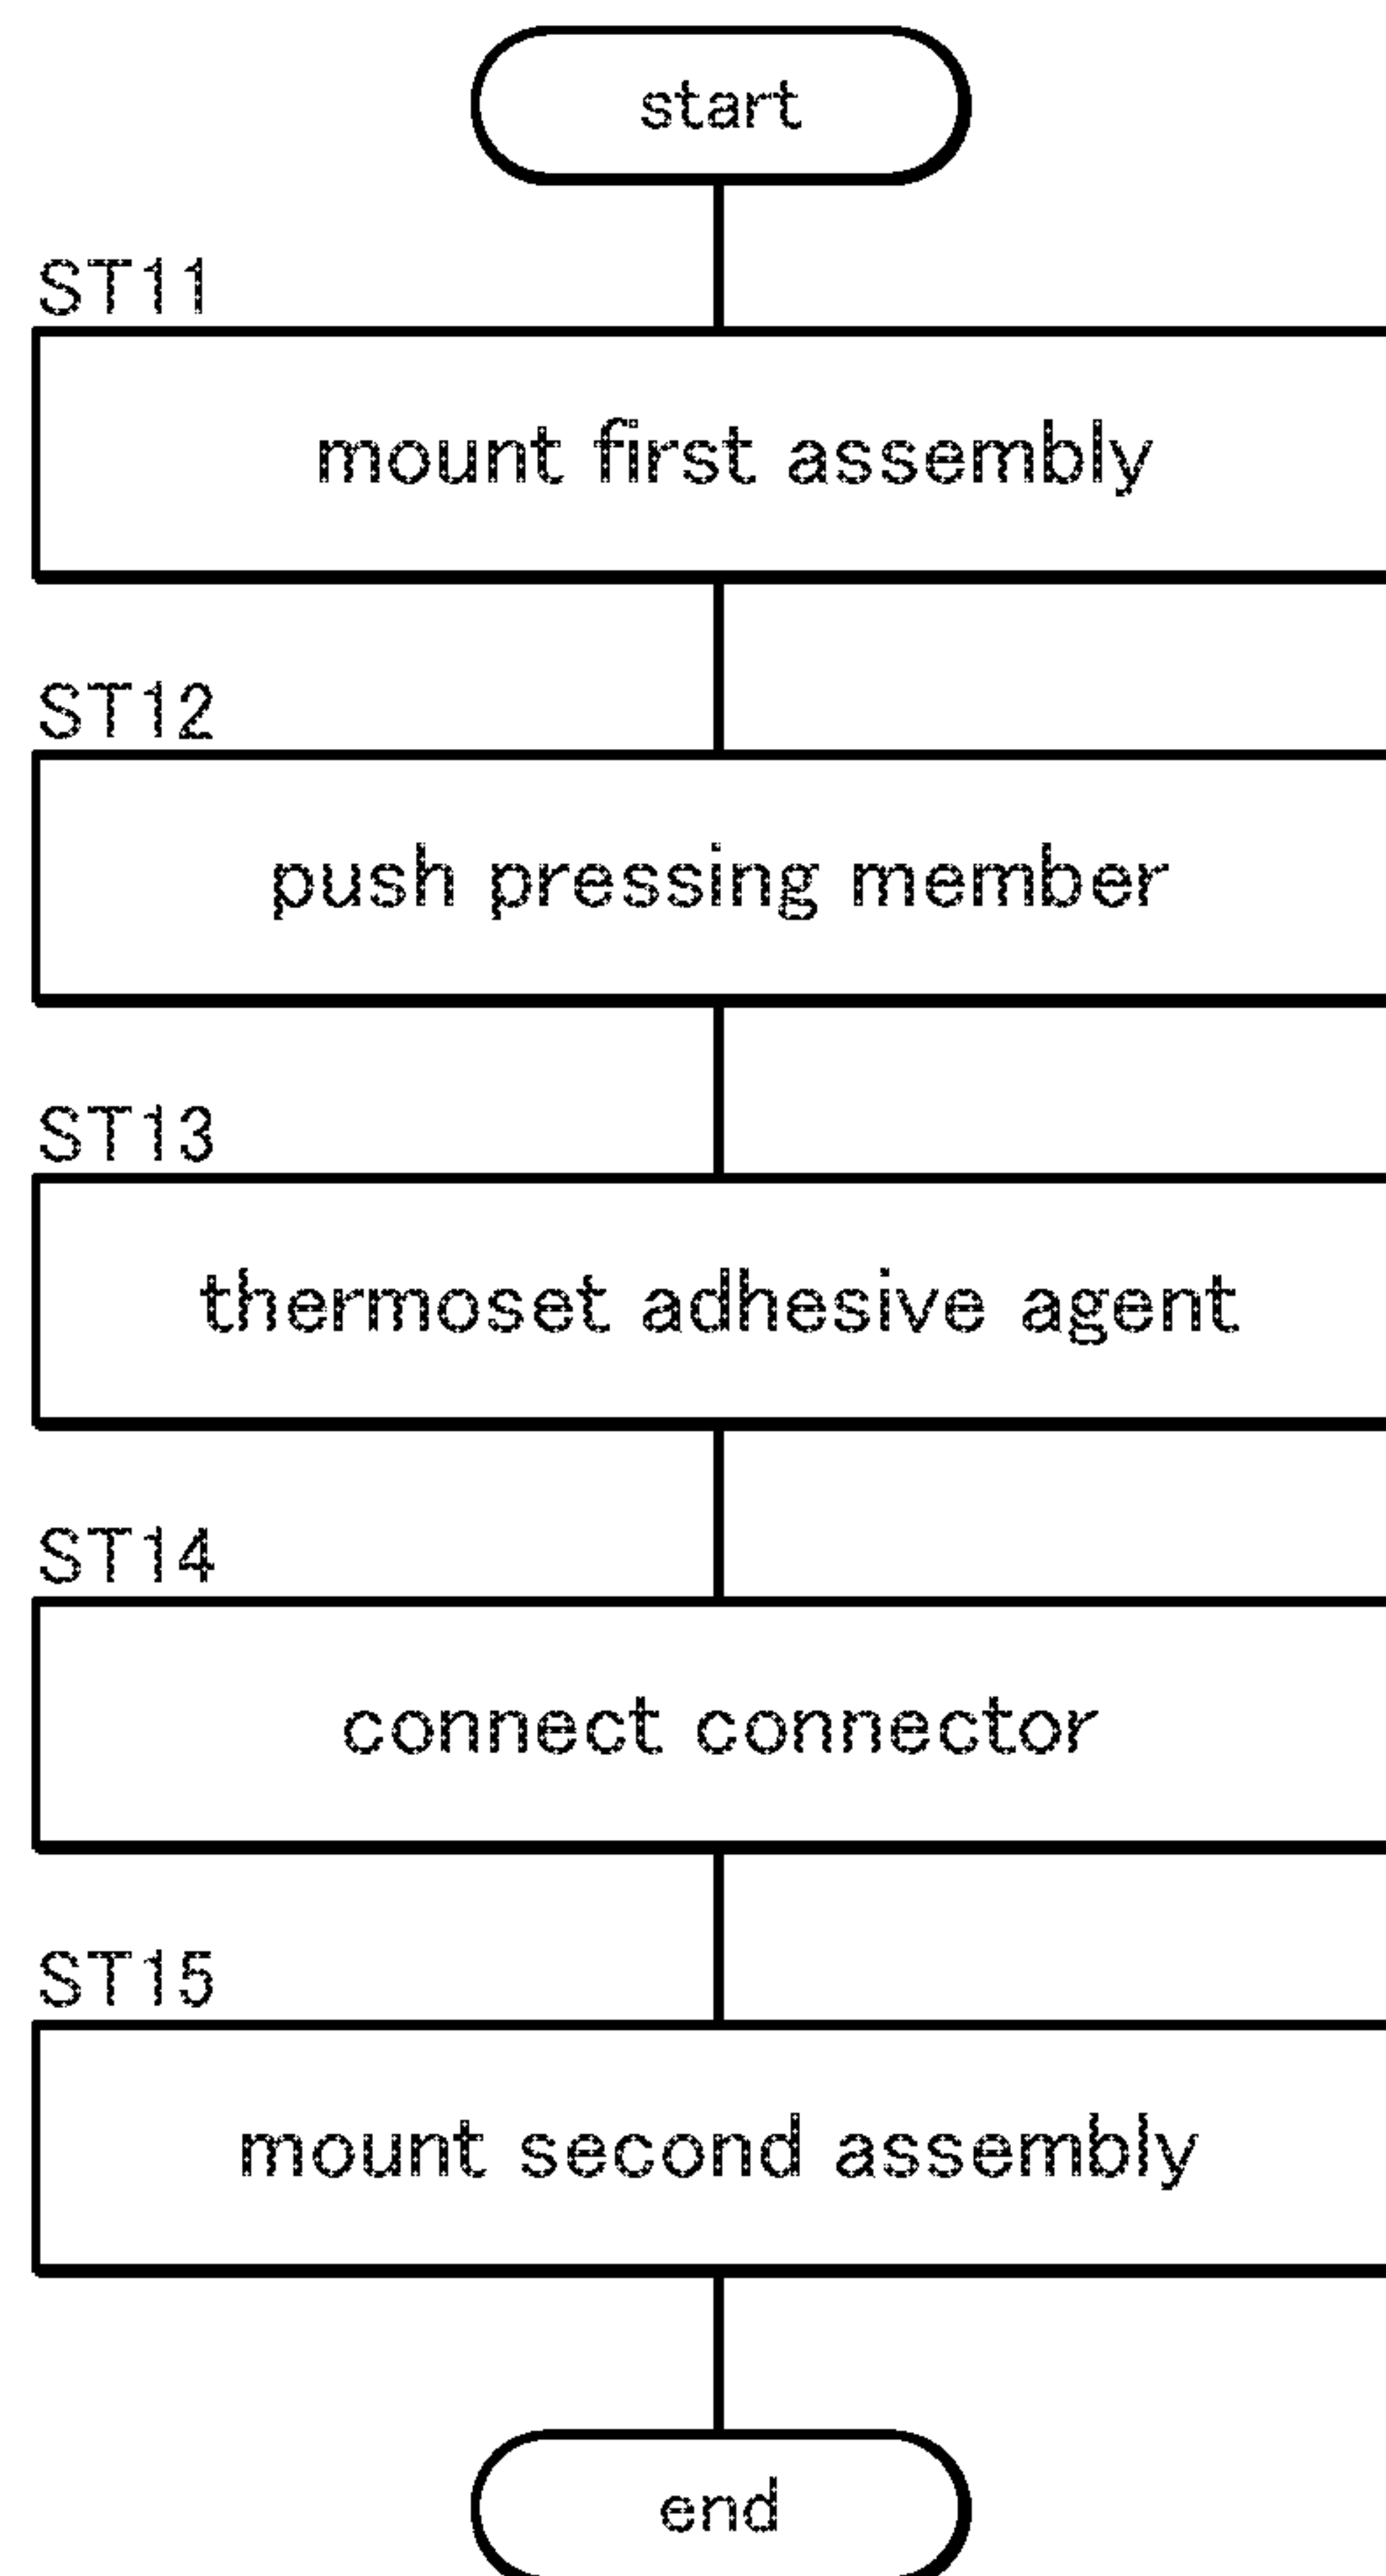 start
ST11
mount first assembly
ST12
push pressing member
ST13
thermoset adhesive agent
ST14
connect connector
ST15
mount second assembly
end